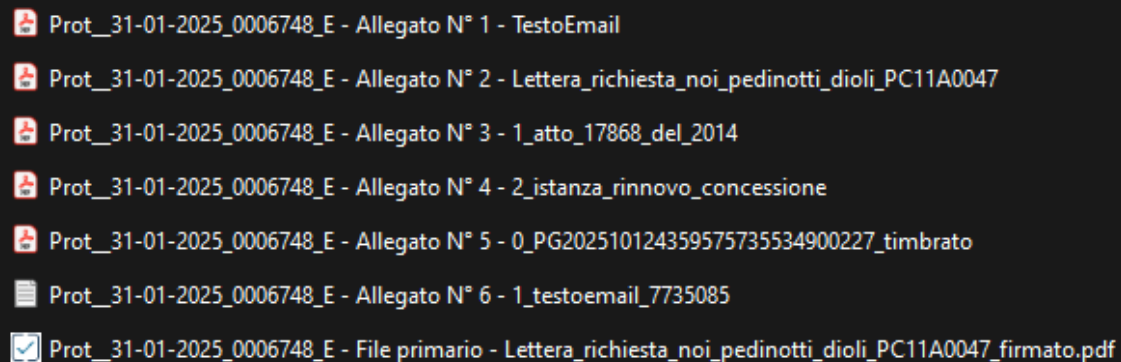 Prot__31-01-2025_0006748_E - Allegato N° 1 - TestoEmail
Prot__31-01-2025_0006748_E - Allegato N° 2 - Lettera_richiesta_noi_pedinotti_dioli_PC11A0047
Prot__31-01-2025_0006748_E - Allegato N° 3 - 1_atto_17868_del_2014
Prot__31-01-2025_0006748_E - Allegato N° 4 - 2_istanza_rinnovo_concessione
Prot__31-01-2025_0006748_E - Allegato N° 5 - 0_PG2025101243595757355534900227_timbrato
Prot__31-01-2025_0006748_E - Allegato N° 6 - 1_testoemail_7735085
Prot__31-01-2025_0006748_E - File primario - Lettera_richiesta_noi_pedinotti_dioli_PC11A0047_firmato.pdf